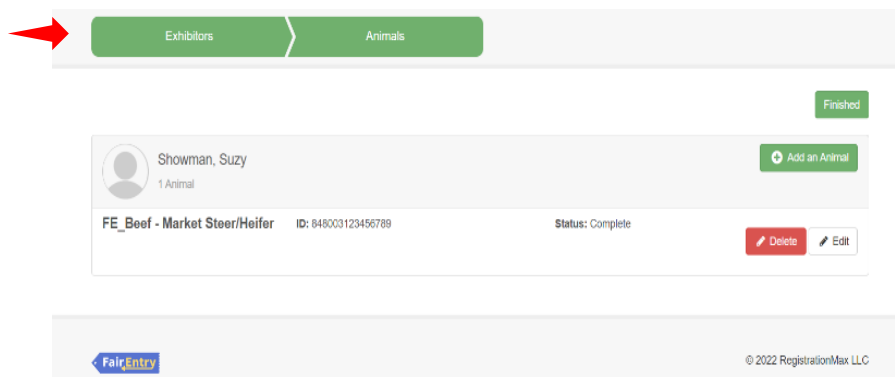 Exhibitors Animals
Finished
Showman, Suzy
1 Animal
Add an Animal
FE_Beef - Market Steer/Heifer ID: 848003123456789 Status: Complete
Delete Edit
FairEntry © 2022 RegistrationMax LLC